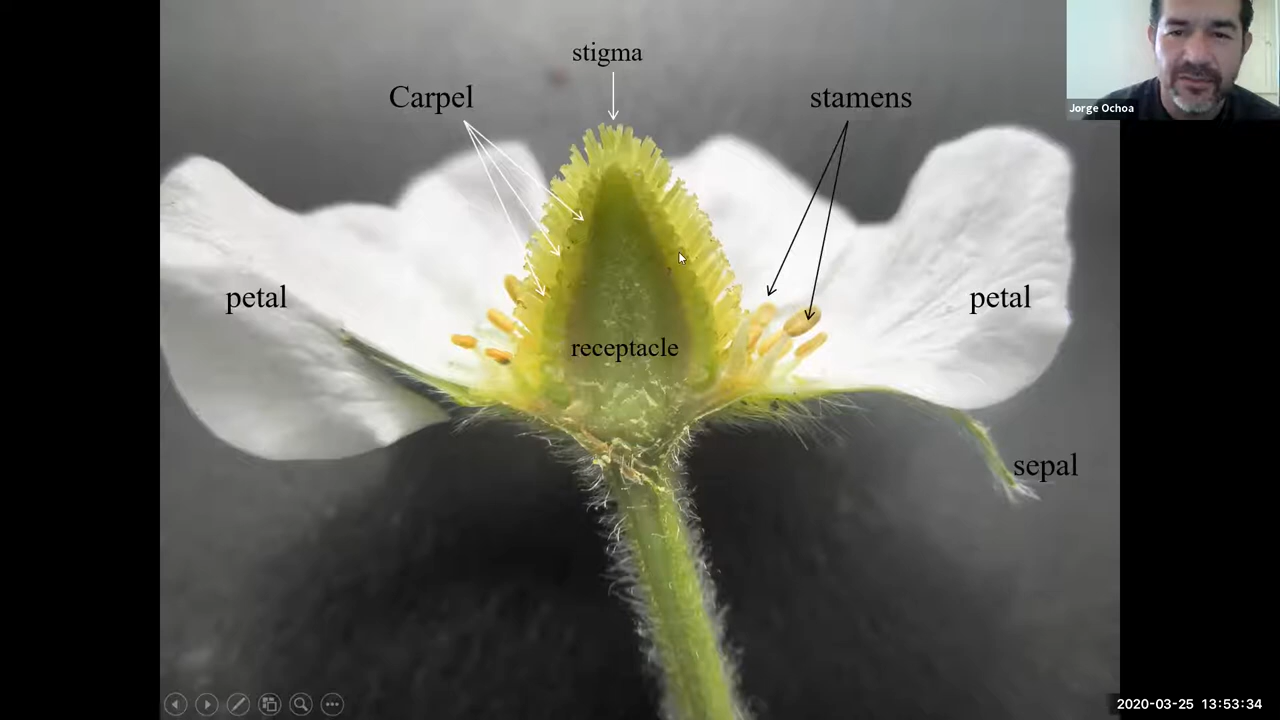 stigma
Carpel
stamens
Jorge Ochoa
petal
petal
receptacle
sepal
2020-03-25 13:53:34